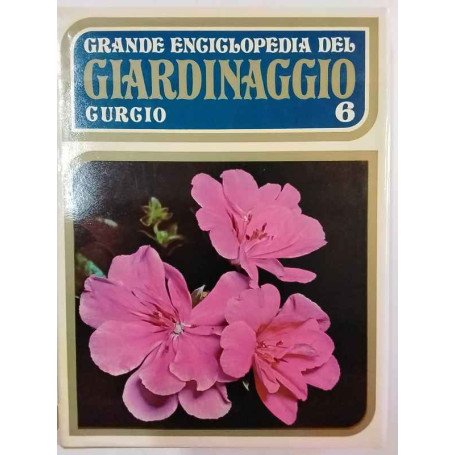 GRANDE ENCICLOPEDIA DEL
GIARDINAGGIO
CURCIO 6